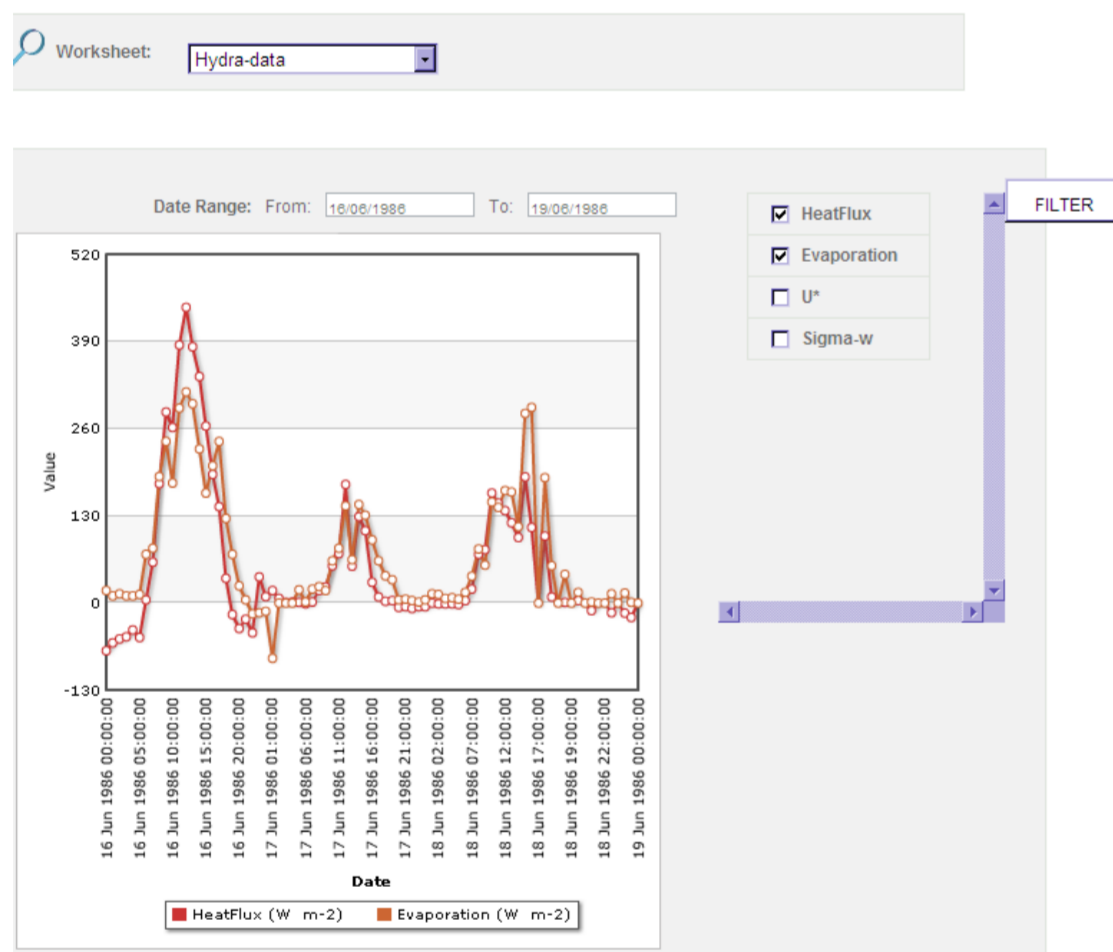 Worksheet: Hydra-data
Date Range: From: 16/06/1986 To: 19/06/1986
FILTER
HeatFlux
Evaporation
U*
Sigma-w
520
390
260
130
0
-130
Value
16 Jun 1986 00:00:00
16 Jun 1986 05:00:00
16 Jun 1986 10:00:00
16 Jun 1986 15:00:00
16 Jun 1986 20:00:00
17 Jun 1986 01:00:00
17 Jun 1986 06:00:00
17 Jun 1986 11:00:00
17 Jun 1986 16:00:00
17 Jun 1986 21:00:00
18 Jun 1986 02:00:00
18 Jun 1986 07:00:00
18 Jun 1986 12:00:00
18 Jun 1986 17:00:00
18 Jun 1986 19:00:00
18 Jun 1986 22:00:00
19 Jun 1986 00:00:00
Date
HeatFlux (W m-2) Evaporation (W m-2)